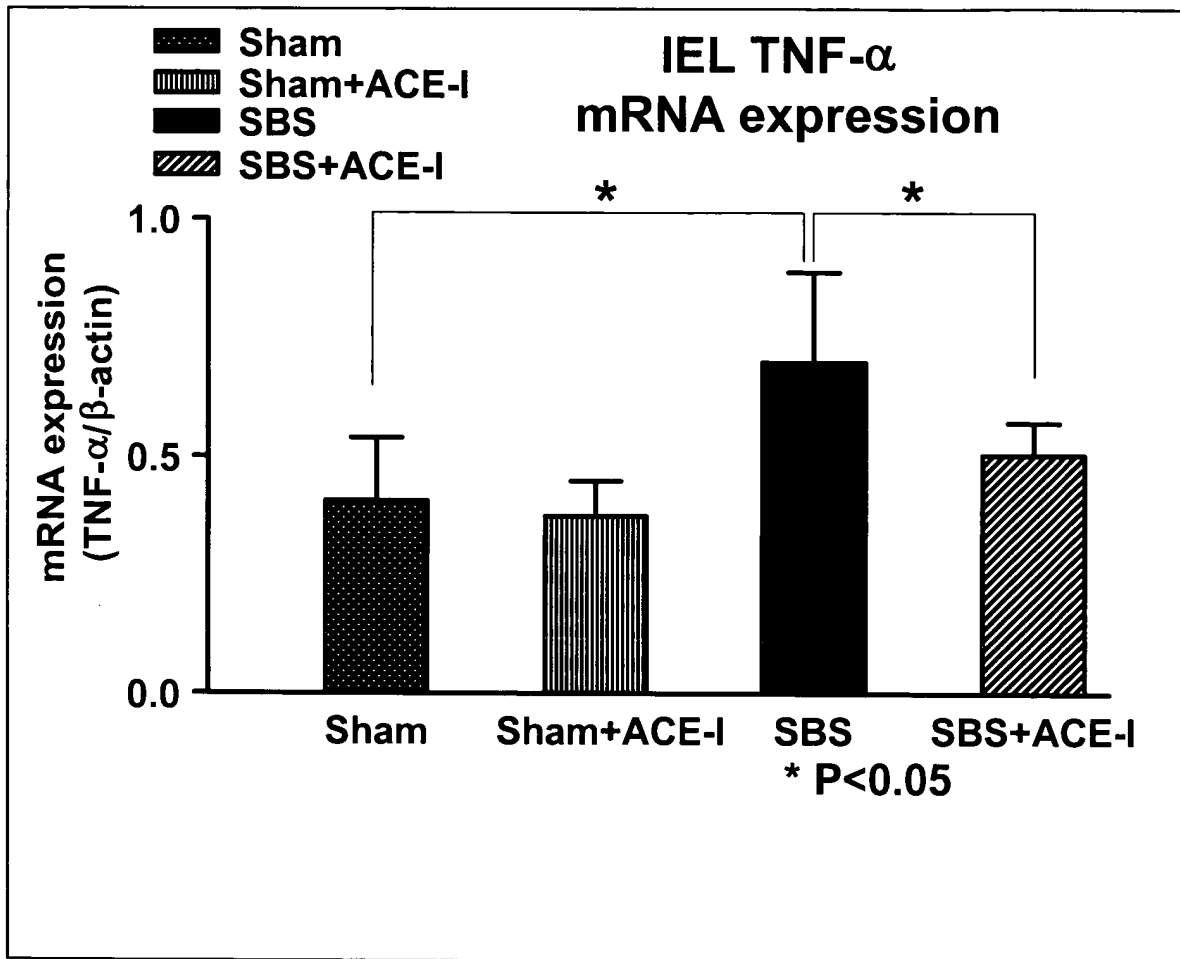 Sham
Sham+ACE-I
SBS
SBS+ACE-I
IEL TNF-α
mRNA expression
* *
1.0
0.5
0.0
mRNA expression
(TNF-α/β-actin)
Sham Sham+ACE-I SBS SBS+ACE-I
* P<0.05